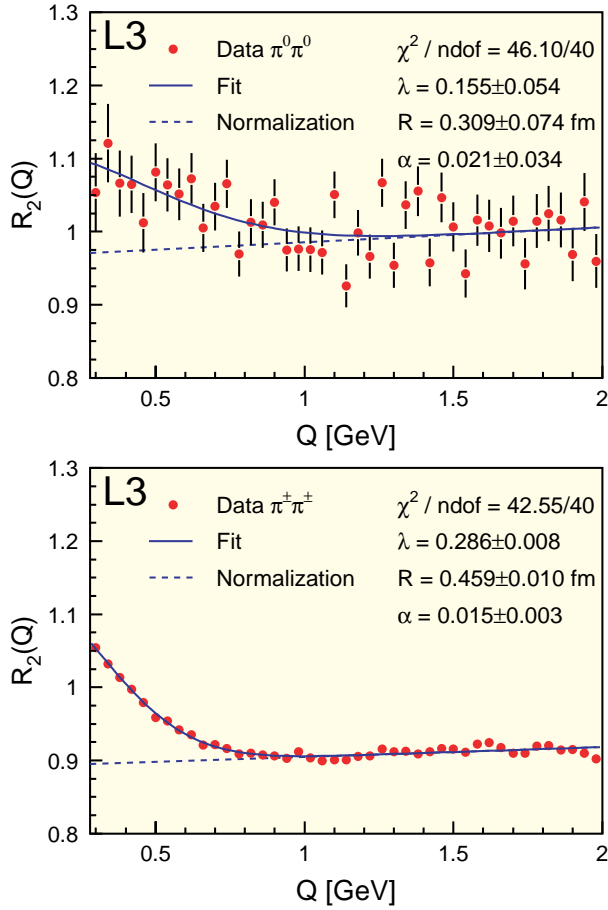 L3
Data π⁰π⁰
χ² / ndof = 46.10/40
Fit
λ = 0.155±0.054
Normalization
R = 0.309±0.074 fm
α = 0.021±0.034
R₂(Q)
1.3
1.2
1.1
1
0.9
0.8
0.5
1
1.5
2
Q [GeV]
L3
Data π±π±
χ² / ndof = 42.55/40
Fit
λ = 0.286±0.008
Normalization
R = 0.459±0.010 fm
α = 0.015±0.003
R₂(Q)
1.3
1.2
1.1
1
0.9
0.8
0.5
1
1.5
2
Q [GeV]